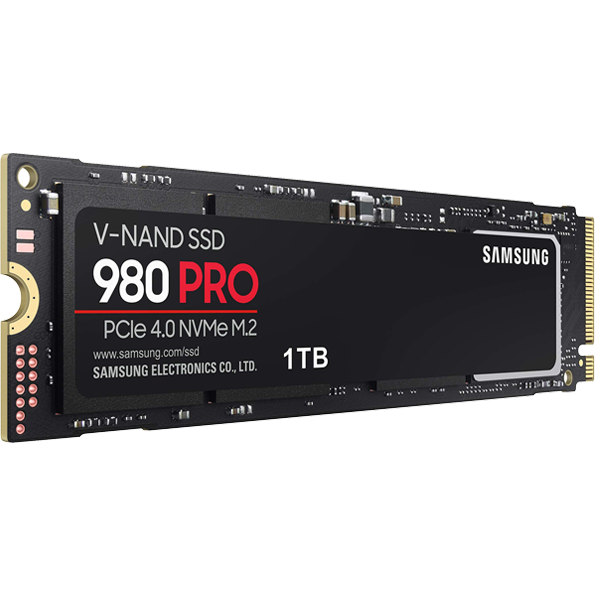 V-NAND SSD
980 PRO
PCIe 4.0 NVMe M.2
www.samsung.com/ssd
SAMSUNG ELECTRONICS CO., LTD.
1TB
SAMSUNG